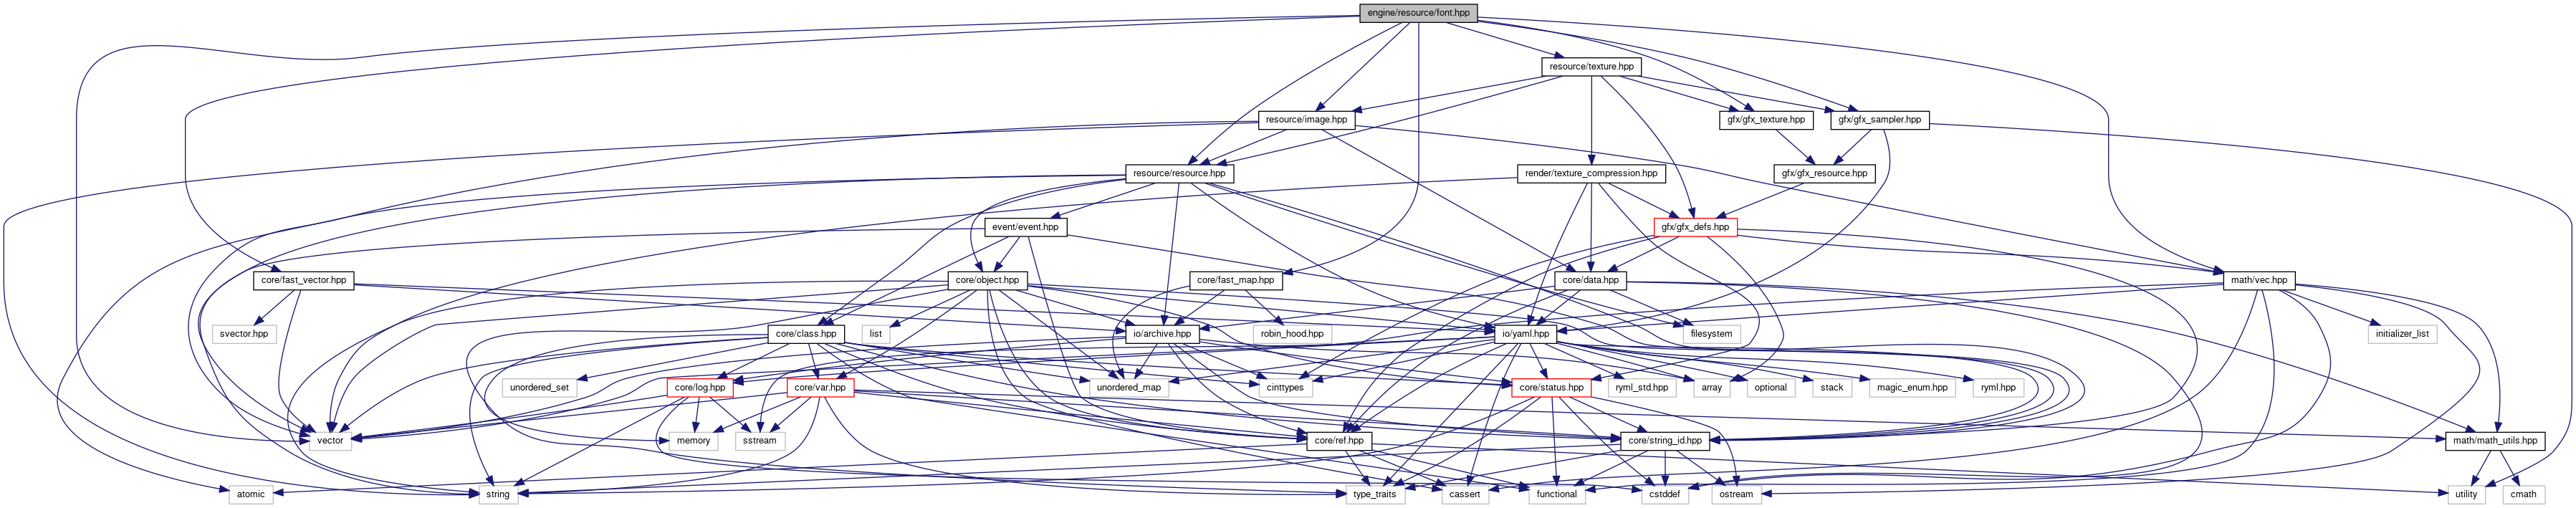 engine/resource/font.hpp
resource/texture.hpp
resource/image.hpp
gfx/gfx_texture.hpp
gfx/gfx_sampler.hpp
resource/resource.hpp
render/texture_compression.hpp
gfx/gfx_resource.hpp
event/event.hpp
gfx/gfx_defs.hpp
core/fast_vector.hpp
core/object.hpp
core/fast_map.hpp
core/data.hpp
math/vec.hpp
svector.hpp
core/class.hpp
list
io/archive.hpp
robin_hood.hpp
io/yaml.hpp
filesystem
initializer_list
unordered_set
core/log.hpp
core/var.hpp
unordered_map
cinttypes
core/status.hpp
ryml_std.hpp
array
optional
stack
magic_enum.hpp
ryml.hpp
vector
memory
sstream
core/ref.hpp
core/string_id.hpp
math/math_utils.hpp
atomic
string
type_traits
cassert
functional
cstddef
ostream
utility
cmath